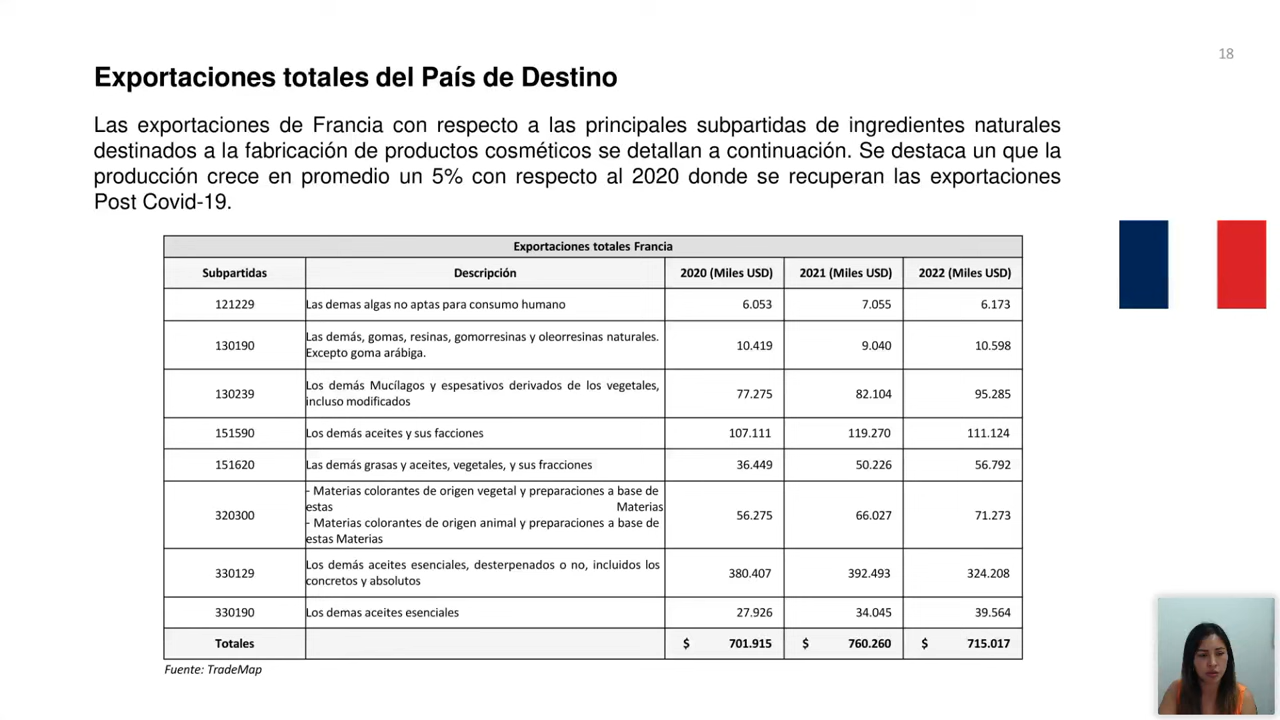 18
Exportaciones totales del País de Destino
Las exportaciones de Francia con respecto a las principales subpartidas de ingredientes naturales
destinados a la fabricación de productos cosméticos se detallan a continuación. Se destaca un que la
producción crece en promedio un 5% con respecto al 2020 donde se recuperan las exportaciones
Post Covid-19.
Exportaciones totales Francia
Subpartidas Descripción 2020 (Miles USD) 2021 (Miles USD) 2022 (Miles USD)
121229 Las demas algas no aptas para consumo humano 6.053 7.055 6.173
130190 Las demás, gomas, resinas, gomorresinas y oleorresinas naturales.
Excepto goma arábiga. 10.419 9.040 10.598
130239 Los demás Mucílagos y espesativos derivados de los vegetales,
incluso modificados 77.275 82.104 95.285
151590 Los demás aceites y sus facciones 107.111 119.270 111.124
151620 Las demás grasas y aceites, vegetales, y sus fracciones 36.449 50.226 56.792
320300 - Materias colorantes de origen vegetal y preparaciones a base de
estas Materias
- Materias colorantes de origen animal y preparaciones a base de
estas Materias 56.275 66.027 71.273
330129 Los demás aceites esenciales, desterpenados o no, incluidos los
concretos y absolutos 380.407 392.493 324.208
330190 Los demas aceites esenciales 27.926 34.045 39.564
Totales $ 701.915 $ 760.260 $ 715.017
Fuente: TradeMap